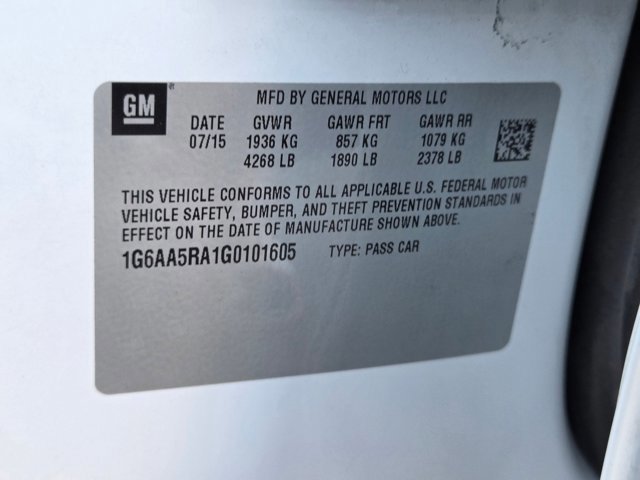 GM
MFD BY GENERAL MOTORS LLC
DATE GVWR GAWR FRT GAWR RR
07/15 1936 KG 857 KG 1079 KG
4268 LB 1890 LB 2378 LB
THIS VEHICLE CONFORMS TO ALL APPLICABLE U.S. FEDERAL MOTOR
VEHICLE SAFETY, BUMPER, AND THEFT PREVENTION STANDARDS IN
EFFECT ON THE DATE OF MANUFACTURE SHOWN ABOVE.
1G6AA5RA1G0101605 TYPE: PASS CAR